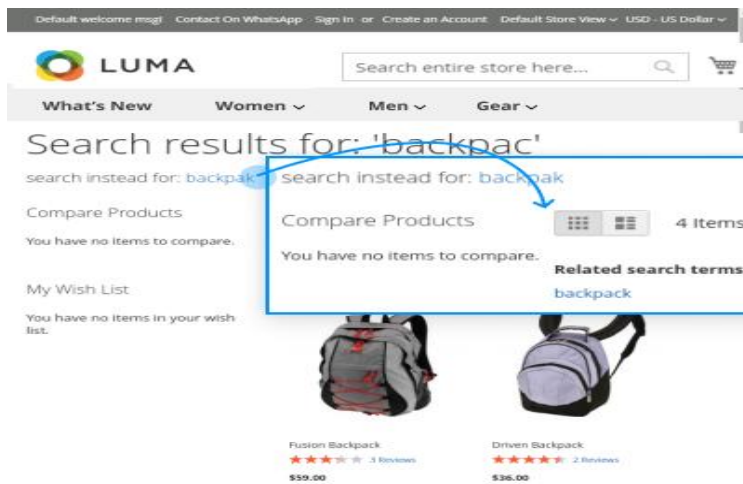 Default welcome msg! Contact On WhatsApp Sign In or Create an Account Default Store View USD - US Dollar
LUMA
Search entire store here...
What's New Women Men Gear
Search results for: 'backpac'
search instead for: backpak
Compare Products
You have no items to compare.
My Wish List
You have no items in your wish
list.
search instead for: backpak
Compare Products
4 Items
You have no items to compare.
Related search terms
backpack
Fusion Backpack
3 Reviews
$59.00
Driven Backpack
2 Reviews
$36.00